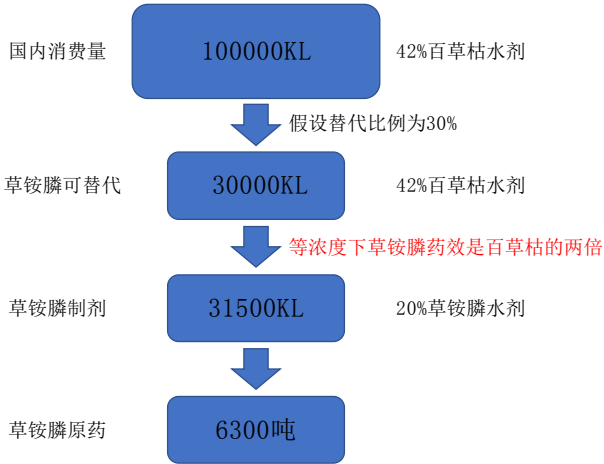 国内消费量 100000KL 42%百草枯水剂
假设替代比例为30%
草铵膦可替代 30000KL 42%百草枯水剂
等浓度下草铵膦药效是百草枯的两倍
草铵膦制剂 31500KL 20%草铵膦水剂
草铵膦原药 6300吨